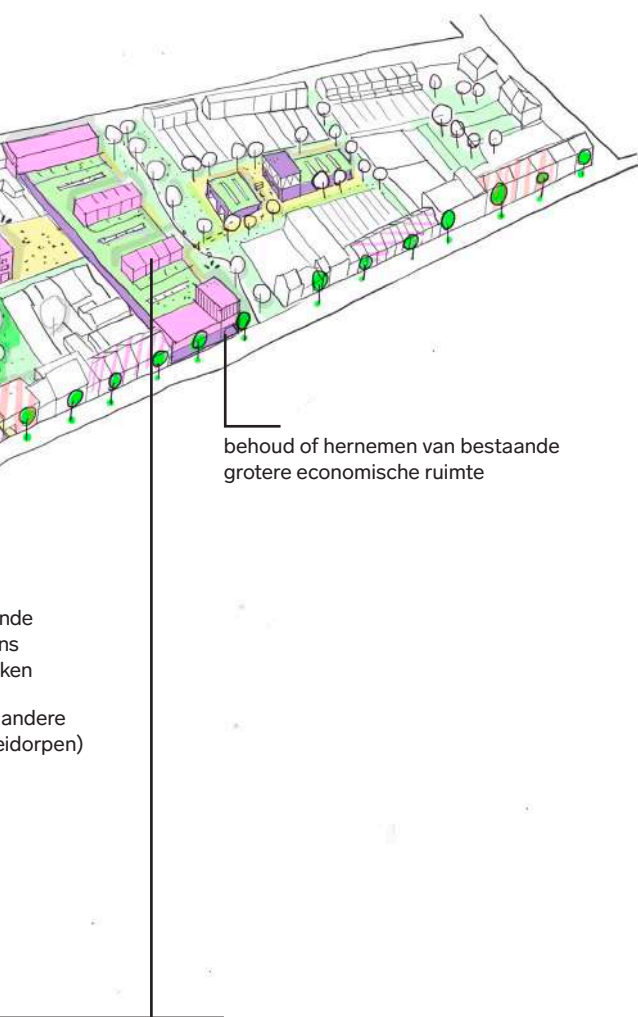 behoud of hernemen van bestaande
grotere economische ruimte
nde
ns
ken
andere
eidorpen)